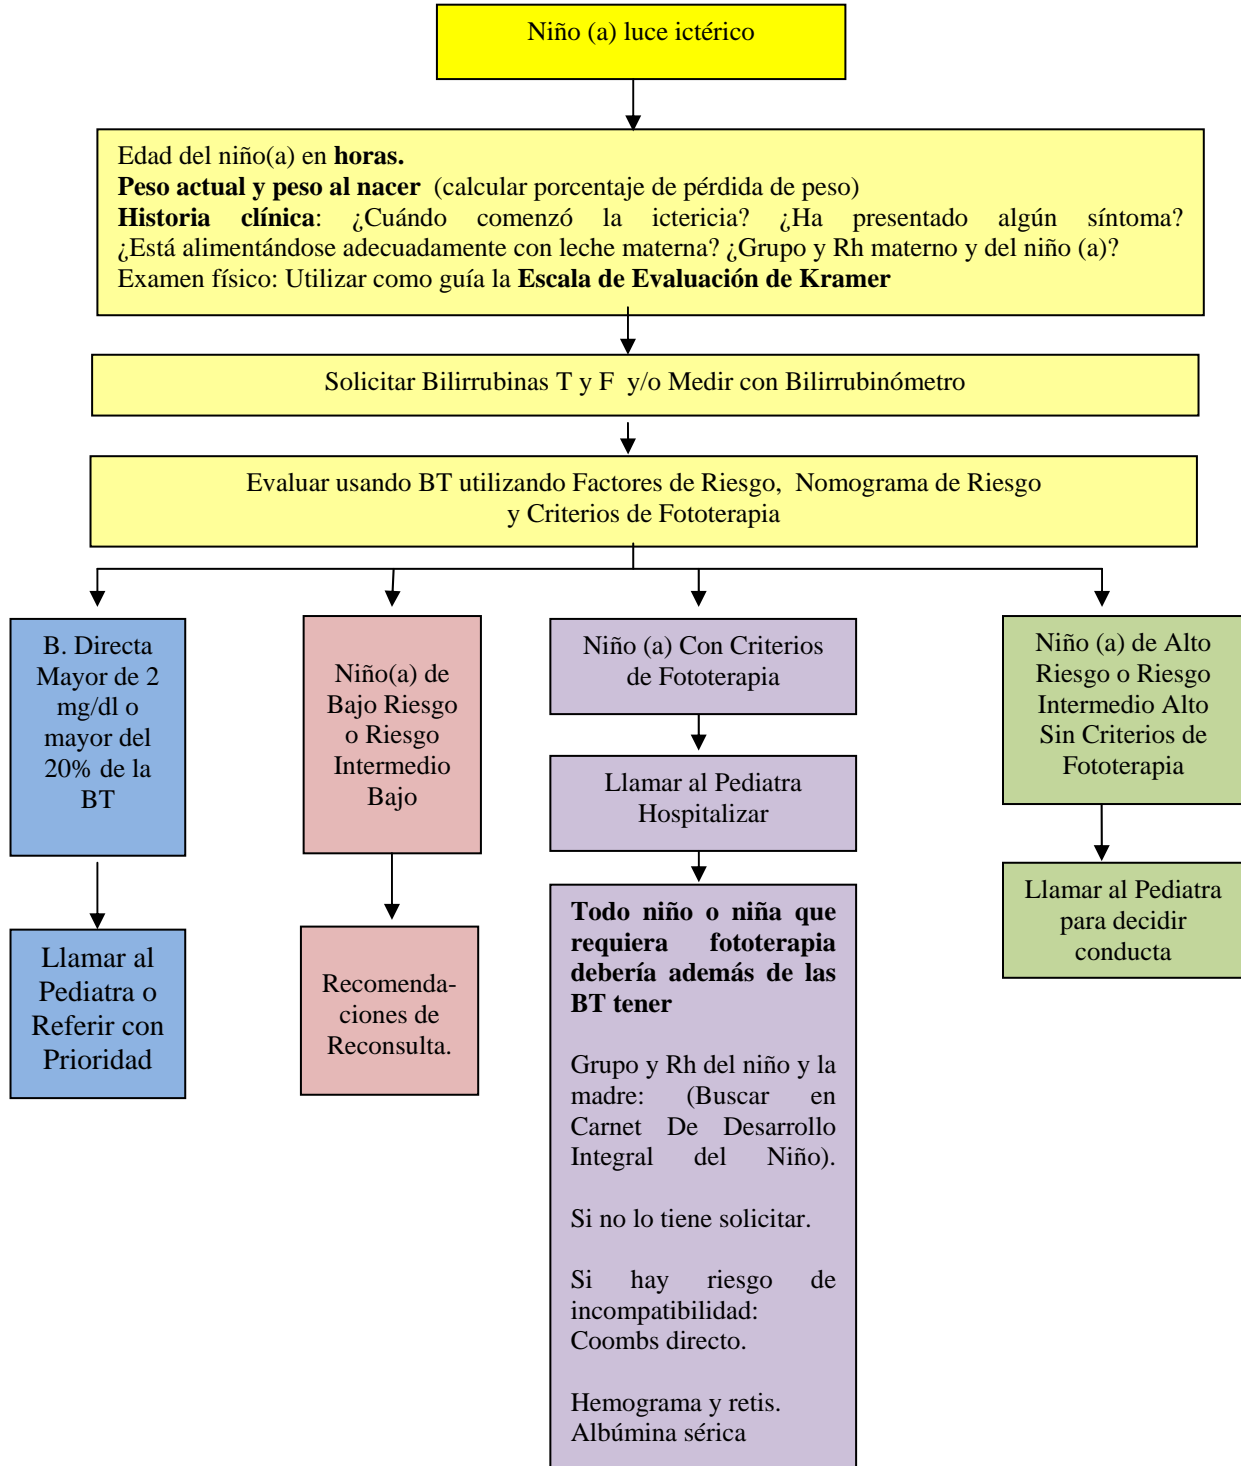 Niño (a) luce ictérico
Edad del niño(a) en horas.
Peso actual y peso al nacer (calcular porcentaje de pérdida de peso)
Historia clínica: ¿Cuándo comenzó la ictericia? ¿Ha presentado algún síntoma?
¿Está alimentándose adecuadamente con leche materna? ¿Grupo y Rh materno y del niño (a)?
Examen físico: Utilizar como guía la Escala de Evaluación de Kramer
Solicitar Bilirrubinas T y F y/o Medir con Bilirrubinómetro
Evaluar usando BT utilizando Factores de Riesgo, Nomograma de Riesgo
y Criterios de Fototerapia
B. Directa
Mayor de 2
mg/dl o
mayor del
20% de la
BT
Llamar al
Pediatra o
Referir con
Prioridad
Niño(a) de
Bajo Riesgo
o Riesgo
Intermedio
Bajo
Recomenda-
ciones de
Reconsulta.
Niño (a) Con Criterios
de Fototerapia
Llamar al Pediatra
Hospitalizar
Todo niño o niña que
requiera fototerapia
debería además de las
BT tener
Grupo y Rh del niño y la
madre: (Buscar en
Carnet De Desarrollo
Integral del Niño).
Si no lo tiene solicitar.
Si hay riesgo de
incompatibilidad:
Coombs directo.
Hemograma y retis.
Albúmina sérica
Niño (a) de Alto
Riesgo o Riesgo
Intermedio Alto
Sin Criterios de
Fototerapia
Llamar al Pediatra
para decidir
conducta